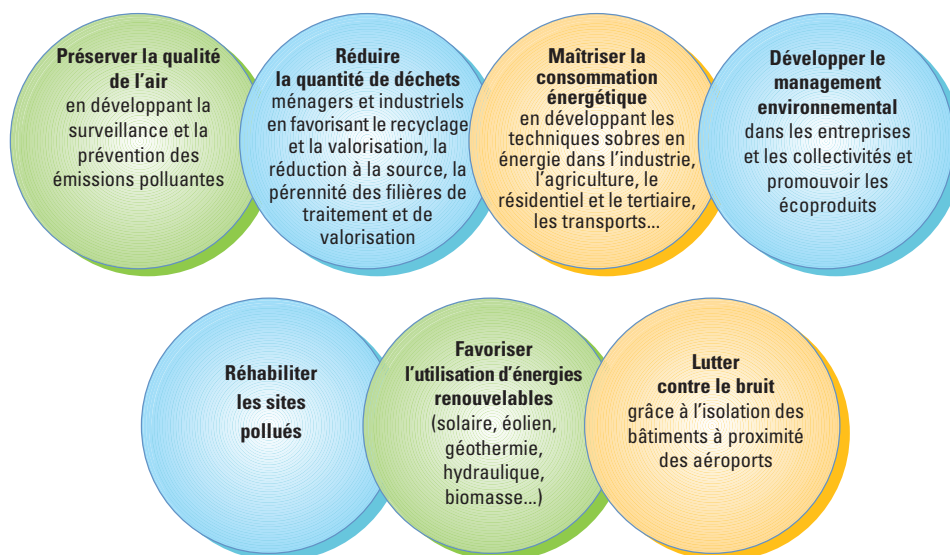 Préserver la qualité
de l'air
en développant la
surveillance et la
prévention des
émissions polluantes
Réduire
la quantité de déchets
ménagers et industriels
en favorisant le recyclage
et la valorisation, la
réduction à la source, la
pérennité des filières de
traitement et de
valorisation
Maîtriser la
consommation
énergétique
en développant les
techniques sobres en
énergie dans l'industrie,
l'agriculture, le
résidentiel et le tertiaire,
les transports...
Développer le
management
environnemental
dans les entreprises
et les collectivités et
promouvoir les
écoproduits
Réhabiliter
les sites
pollués
Favoriser
l'utilisation d'énergies
renouvelables
(solaire, éolien,
géothermie,
hydraulique,
biomasse...)
Lutter
contre le bruit
grâce à l'isolation des
bâtiments à proximité
des aéroports